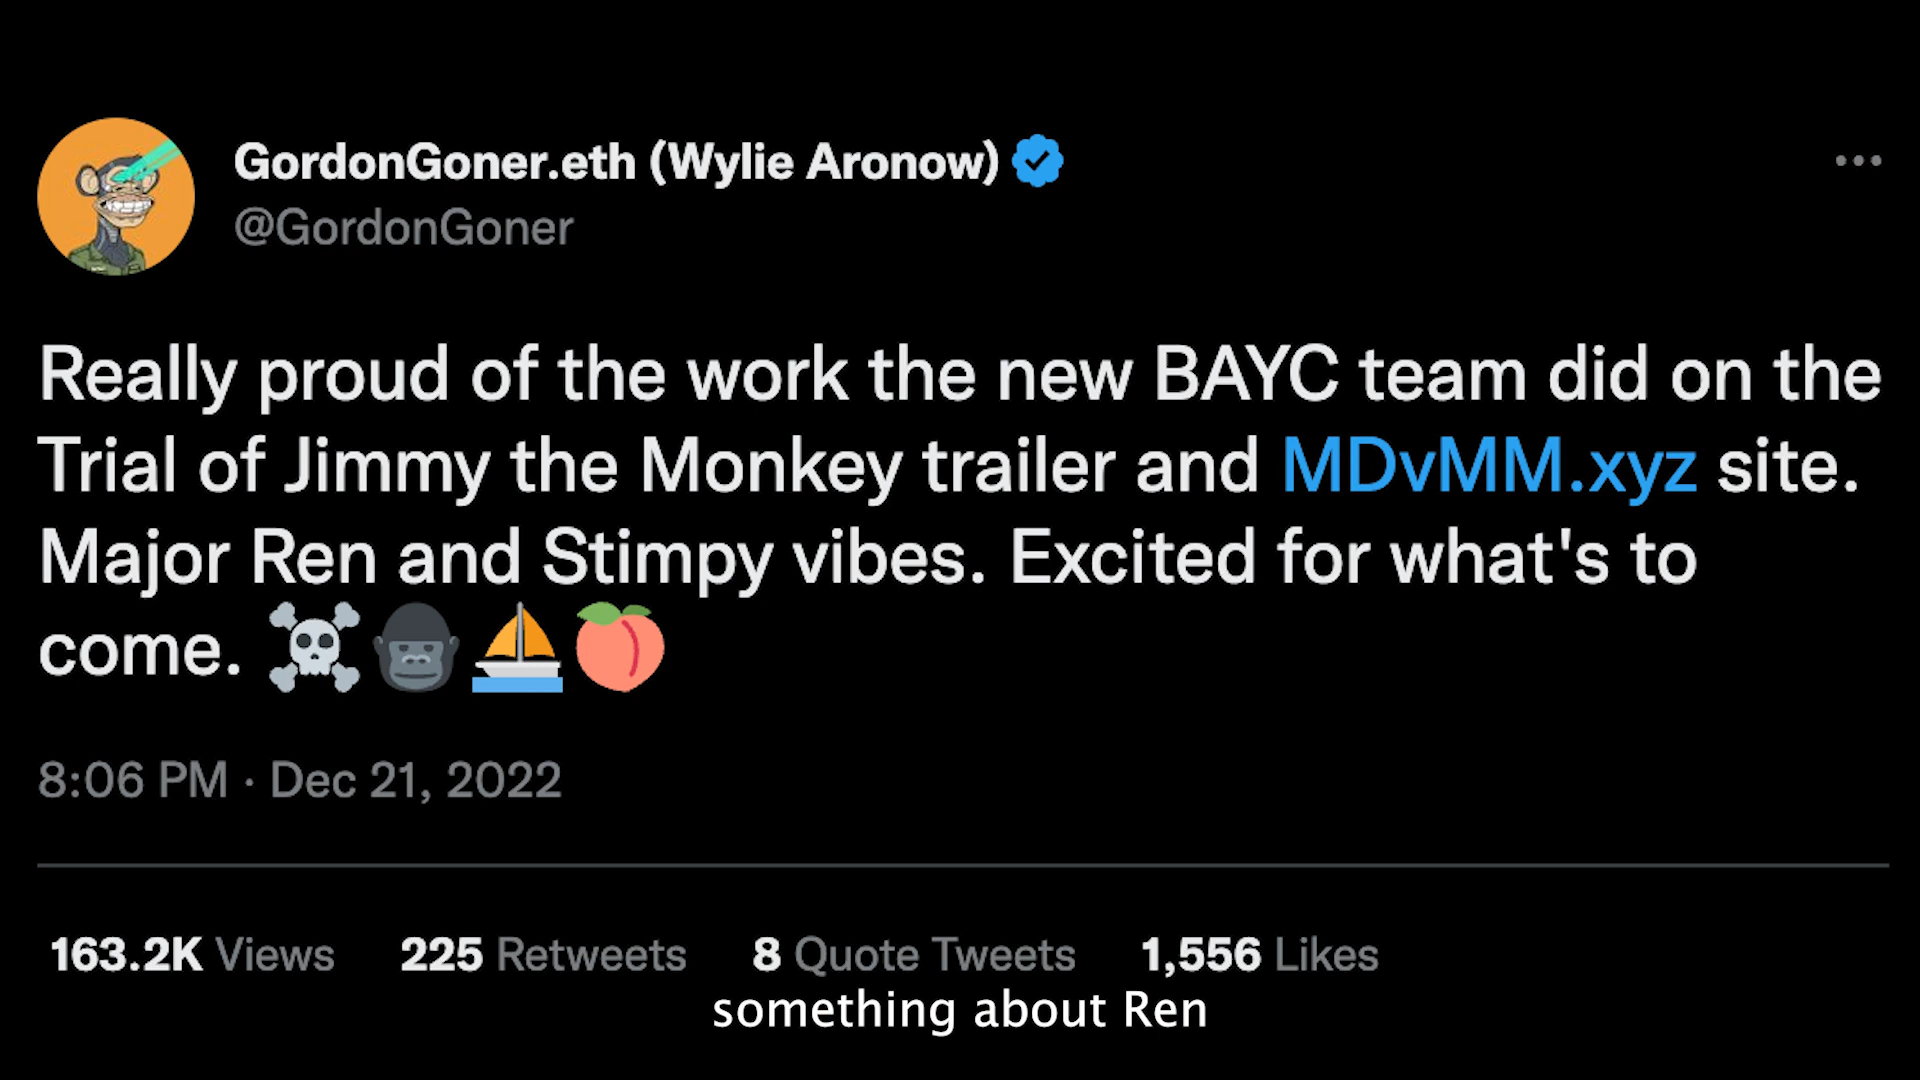 GordonGoner.eth (Wylie Aronow)
@GordonGoner
Really proud of the work the new BAYC team did on the
Trial of Jimmy the Monkey trailer and MDvMM.xyz site.
Major Ren and Stimpy vibes. Excited for what's to
come. ☠️🦍⛵🍑
8:06 PM · Dec 21, 2022
163.2K Views 225 Retweets 8 Quote Tweets 1,556 Likes
something about Ren